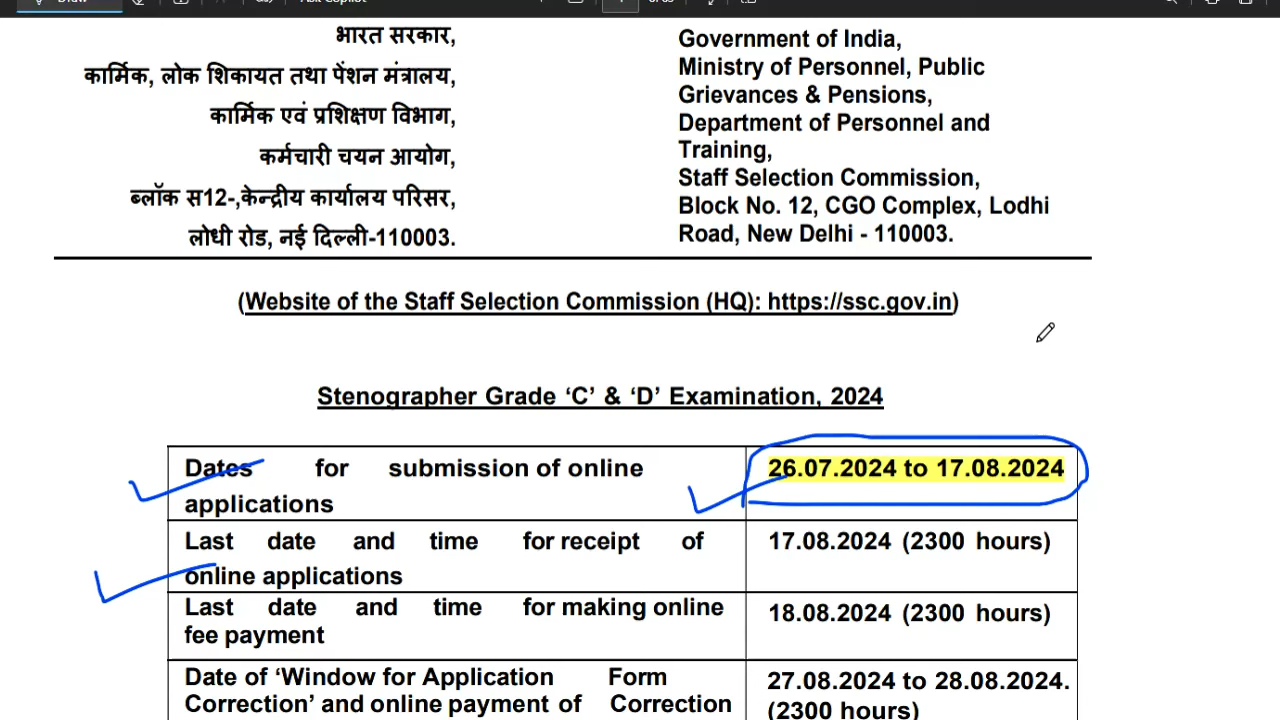 Draw
Ask Copilot
भारत सरकार,
कार्मिक, लोक शिकायत तथा पेंशन मंत्रालय,
कार्मिक एवं प्रशिक्षण विभाग,
कर्मचारी चयन आयोग,
ब्लॉक स12-,केन्द्रीय कार्यालय परिसर,
लोधी रोड, नई दिल्ली-110003.
Government of India,
Ministry of Personnel, Public
Grievances & Pensions,
Department of Personnel and
Training,
Staff Selection Commission,
Block No. 12, CGO Complex, Lodhi
Road, New Delhi - 110003.
(Website of the Staff Selection Commission (HQ): https://ssc.gov.in)
Stenographer Grade ‘C’ & ‘D’ Examination, 2024
Dates for submission of online
applications
26.07.2024 to 17.08.2024
Last date and time for receipt of
online applications
17.08.2024 (2300 hours)
Last date and time for making online
fee payment
18.08.2024 (2300 hours)
Date of ‘Window for Application Form
Correction’ and online payment of Correction
27.08.2024 to 28.08.2024.
(2300 hours)